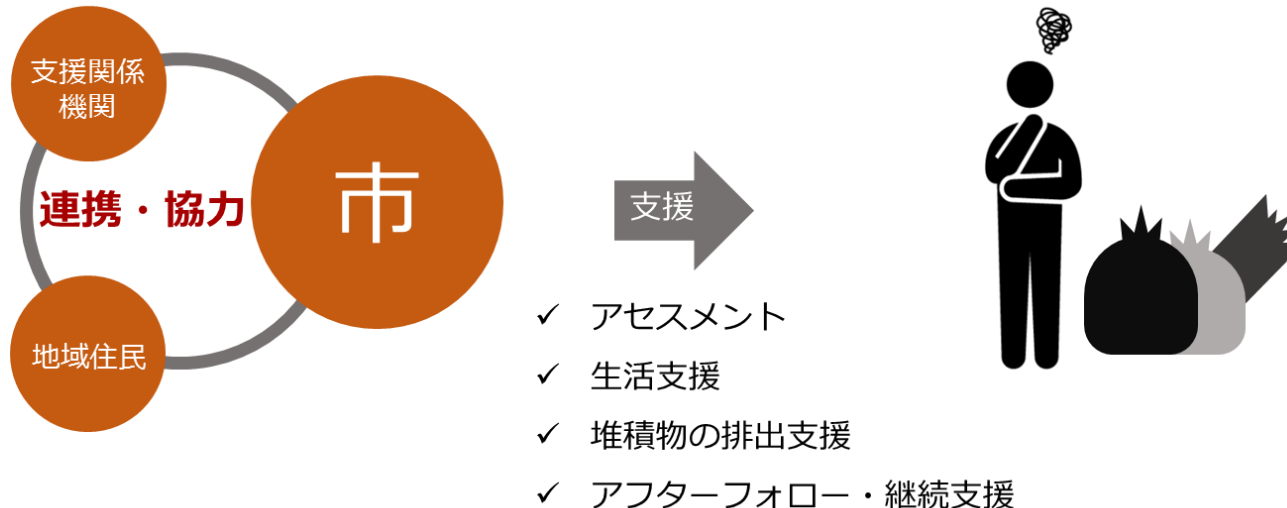 支援関係
機関
連携・協力
市
地域住民
支援
✓ アセスメント
✓ 生活支援
✓ 堆積物の排出支援
✓ アフターフォロー・継続支援